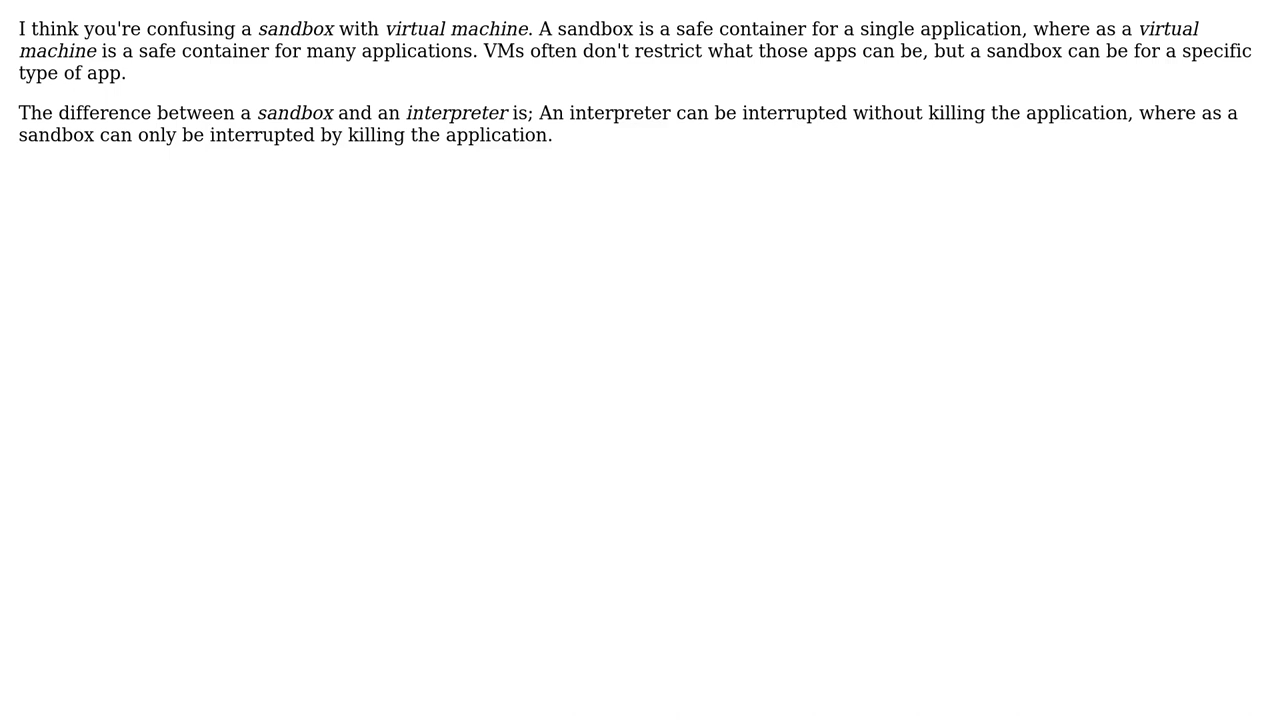 I think you're confusing a sandbox with virtual machine. A sandbox is a safe container for a single application, where as a virtual
machine is a safe container for many applications. VMs often don't restrict what those apps can be, but a sandbox can be for a specific
type of app.
The difference between a sandbox and an interpreter is; An interpreter can be interrupted without killing the application, where as a
sandbox can only be interrupted by killing the application.